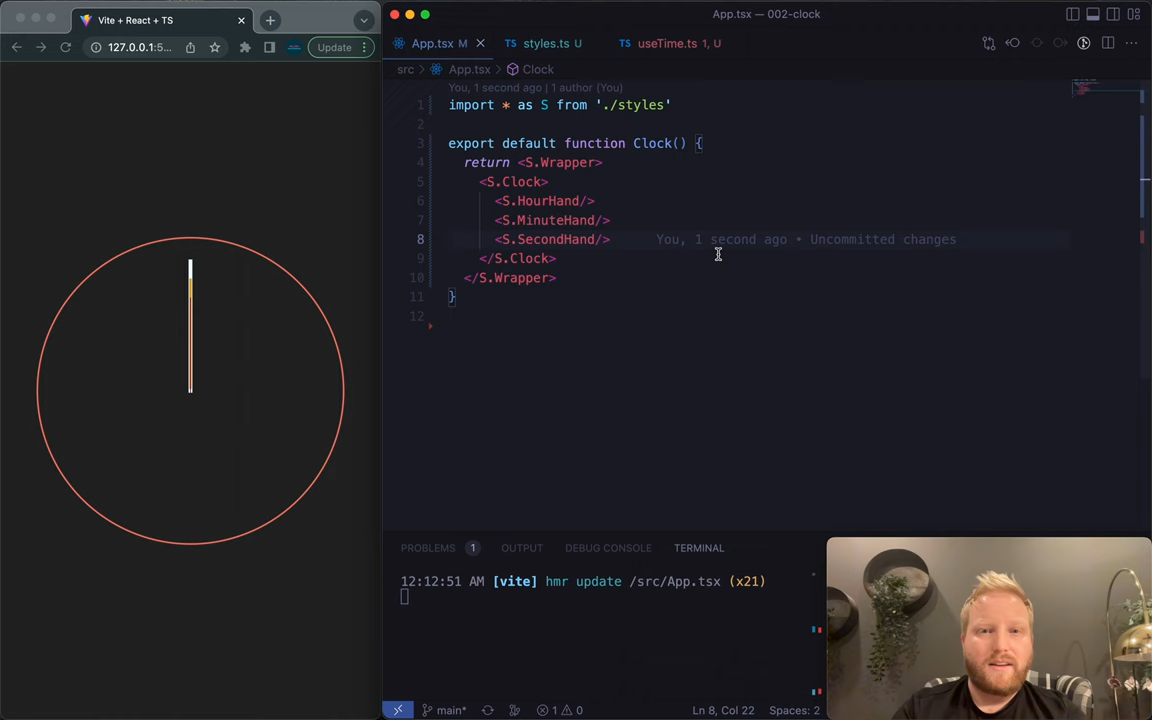 Vite + React + TS
127.0.0.1:5...
Update
App.tsx — 002-clock
App.tsx M
TS styles.ts U
TS useTime.ts 1, U
src > App.tsx > Clock
You, 1 second ago | 1 author (You)
1 import * as S from './styles'
2
3 export default function Clock() {
4 return <S.Wrapper>
5 <S.Clock>
6 <S.HourHand/>
7 <S.MinuteHand/>
8 <S.SecondHand/> You, 1 second ago • Uncommitted changes
9 </S.Clock>
10 </S.Wrapper>
11 }
12
PROBLEMS 1 OUTPUT DEBUG CONSOLE TERMINAL
12:12:51 AM [vite] hmr update /src/App.tsx (x21)
main* 1 0 Ln 8, Col 22 Spaces: 2